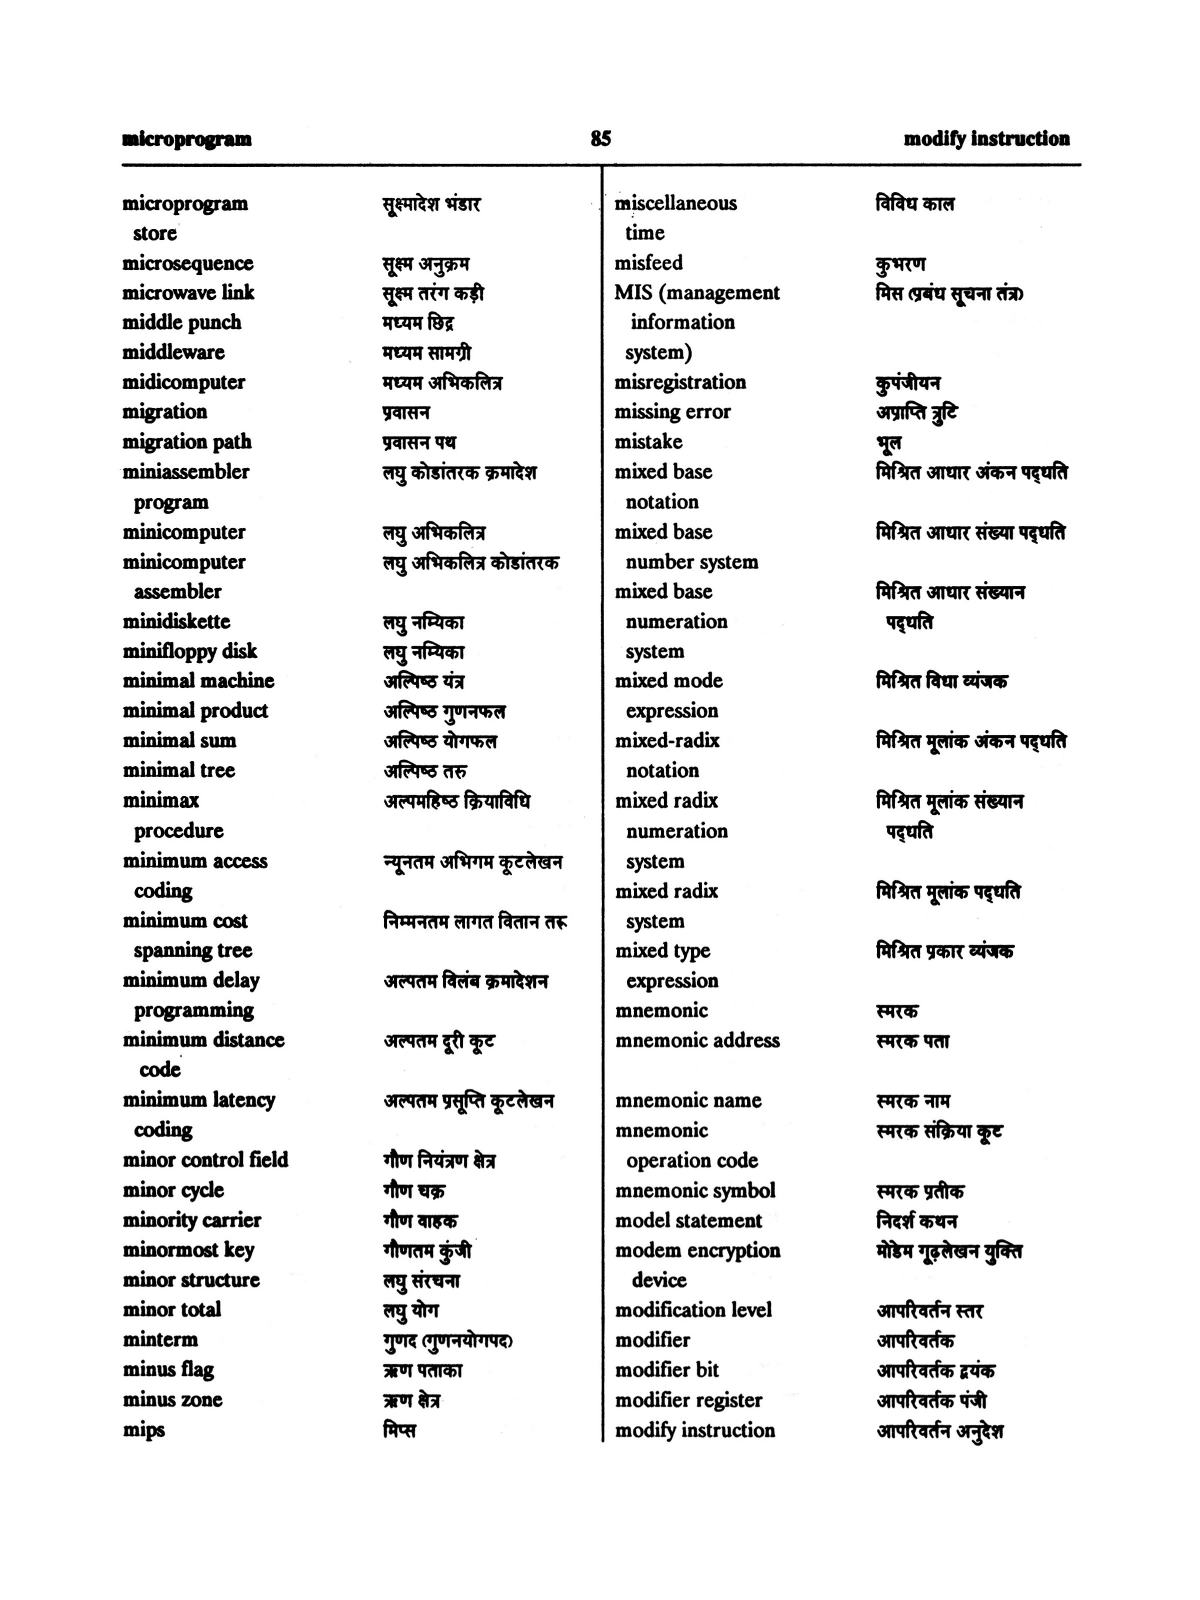 microprogram 85 modify instruction
microprogram सूक्ष्मादेश भंडार
store
microsequence सूक्ष्म अनुक्रम
microwave link सूक्ष्म तरंग कड़ी
middle punch मध्यम छिद्र
middleware मध्यम सामग्री
midicomputer मध्यम अभिकलित्र
migration प्रवासन
migration path प्रवासन पथ
miniassembler लघु कोडांतरक क्रमादेश
program
minicomputer लघु अभिकलित्र
minicomputer लघु अभिकलित्र कोडांतरक
assembler
minidiskette लघु नम्यिका
minifloppy disk लघु नम्यिका
minimal machine अल्पिष्ठ यंत्र
minimal product अल्पिष्ठ गुणनफल
minimal sum अल्पिष्ठ योगफल
minimal tree अल्पिष्ठ तरु
minimax अल्पमहिष्ठ क्रियाविधि
procedure
minimum access न्यूनतम अभिगम कूटलेखन
coding
minimum cost निम्मनतम लागत वितान तरू
spanning tree
minimum delay अल्पतम विलंब क्रमादेशन
programming
minimum distance अल्पतम दूरी कूट
code
minimum latency अल्पतम प्रसूप्ति कूटलेखन
coding
minor control field गौण नियंत्रण क्षेत्र
minor cycle गौण चक्र
minority carrier गौण वाहक
minormost key गौणतम कुंजी
minor structure लघु संरचना
minor total लघु योग
minterm गुणद (गुणनयोगपद)
minus flag ऋण पताका
minus zone ऋण क्षेत्र
mips मिप्स
miscellaneous विविध काल
time
misfeed कुभरण
MIS (management मिस (प्रबंध सूचना तंत्र)
information
system)
misregistration कुपंजीयन
missing error अप्राप्ति त्रुटि
mistake भूल
mixed base मिश्रित आधार अंकन पद्धति
notation
mixed base मिश्रित आधार संख्या पद्धति
number system
mixed base मिश्रित आधार संख्यान
numeration पद्धति
system
mixed mode मिश्रित विधा व्यंजक
expression
mixed-radix मिश्रित मूलांक अंकन पद्धति
notation
mixed radix मिश्रित मूलांक संख्यान
numeration पद्धति
system
mixed radix मिश्रित मूलांक पद्धति
system
mixed type मिश्रित प्रकार व्यंजक
expression
mnemonic स्मरक
mnemonic address स्मरक पता
mnemonic name स्मरक नाम
mnemonic स्मरक संक्रिया कूट
operation code
mnemonic symbol स्मरक प्रतीक
model statement निदर्श कथन
modem encryption मोडेम गूढ़लेखन युक्ति
device
modification level आपरिवर्तन स्तर
modifier आपरिवर्तक
modifier bit आपरिवर्तक द्वयंक
modifier register आपरिवर्तक पंजी
modify instruction आपरिवर्तन अनुदेश